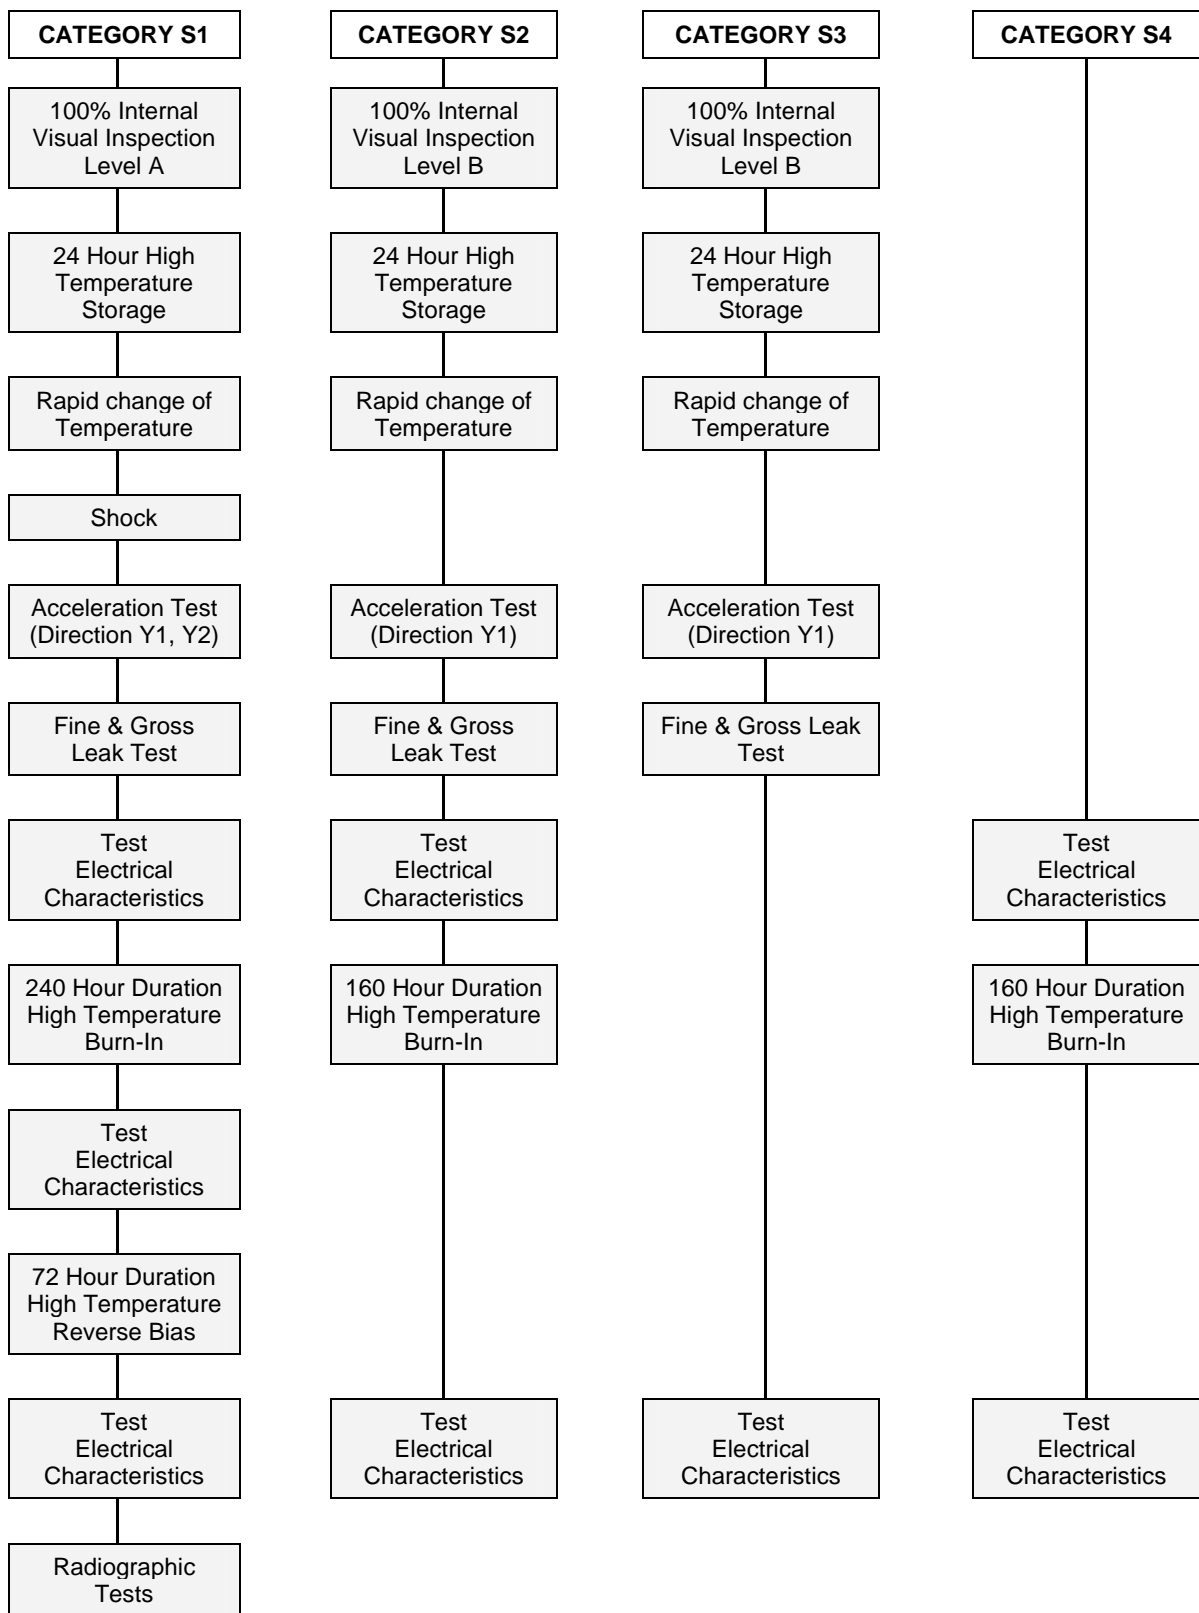 CATEGORY S1
100% Internal
Visual Inspection
Level A
24 Hour High
Temperature
Storage
Rapid change of
Temperature
Shock
Acceleration Test
(Direction Y1, Y2)
Fine & Gross
Leak Test
Test
Electrical
Characteristics
240 Hour Duration
High Temperature
Burn-In
Test
Electrical
Characteristics
72 Hour Duration
High Temperature
Reverse Bias
Test
Electrical
Characteristics
Radiographic
Tests
CATEGORY S2
100% Internal
Visual Inspection
Level B
24 Hour High
Temperature
Storage
Rapid change of
Temperature
Acceleration Test
(Direction Y1)
Fine & Gross
Leak Test
Test
Electrical
Characteristics
160 Hour Duration
High Temperature
Burn-In
Test
Electrical
Characteristics
CATEGORY S3
100% Internal
Visual Inspection
Level B
24 Hour High
Temperature
Storage
Rapid change of
Temperature
Acceleration Test
(Direction Y1)
Fine & Gross Leak
Test
Test
Electrical
Characteristics
CATEGORY S4
Test
Electrical
Characteristics
160 Hour Duration
High Temperature
Burn-In
Test
Electrical
Characteristics